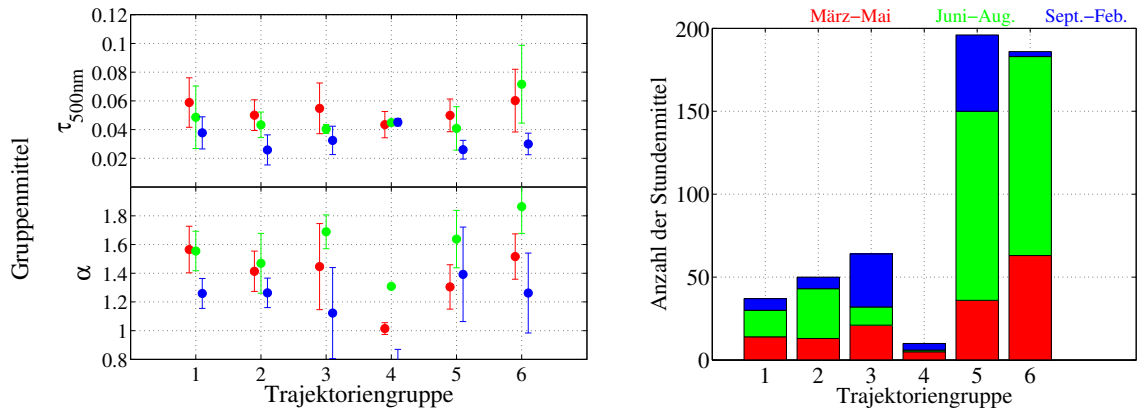 Gruppenmittel
τ500nm
0.12
0.1
0.08
0.06
0.04
0.02
α
1.8
1.6
1.4
1.2
1
0.8
1 2 3 4 5 6
Trajektoriengruppe
März−Mai Juni−Aug. Sept.−Feb.
Anzahl der Stundenmittel
200
150
100
50
0
1 2 3 4 5 6
Trajektoriengruppe